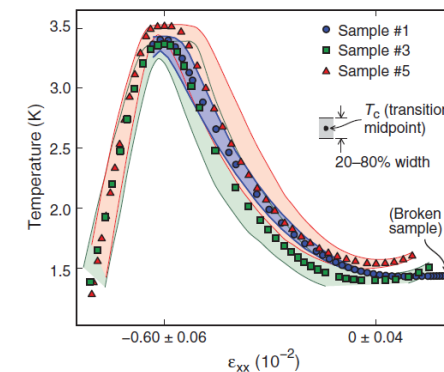 3.5
3.0
2.5
2.0
1.5
Temperature (K)
Sample #1
Sample #3
Sample #5
Tc (transition
midpoint)
20–80% width
(Broken
sample)
−0.60 ± 0.06
0 ± 0.04
εxx (10⁻²)